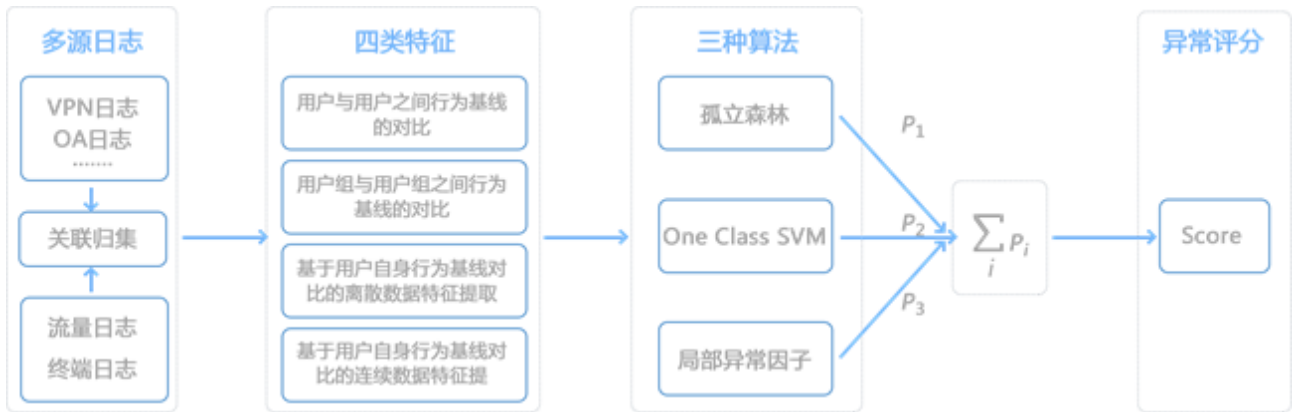 多源日志
VPN日志
OA日志
.......
关联归集
流量日志
终端日志
四类特征
用户与用户之间行为基线
的对比
用户组与用户组之间行为
基线的对比
基于用户自身行为基线对
比的离散数据特征提取
基于用户自身行为基线对
比的连续数据特征提
三种算法
孤立森林
One Class SVM
局部异常因子
P₁
P₂
P₃
∑ Pᵢ
i
异常评分
Score